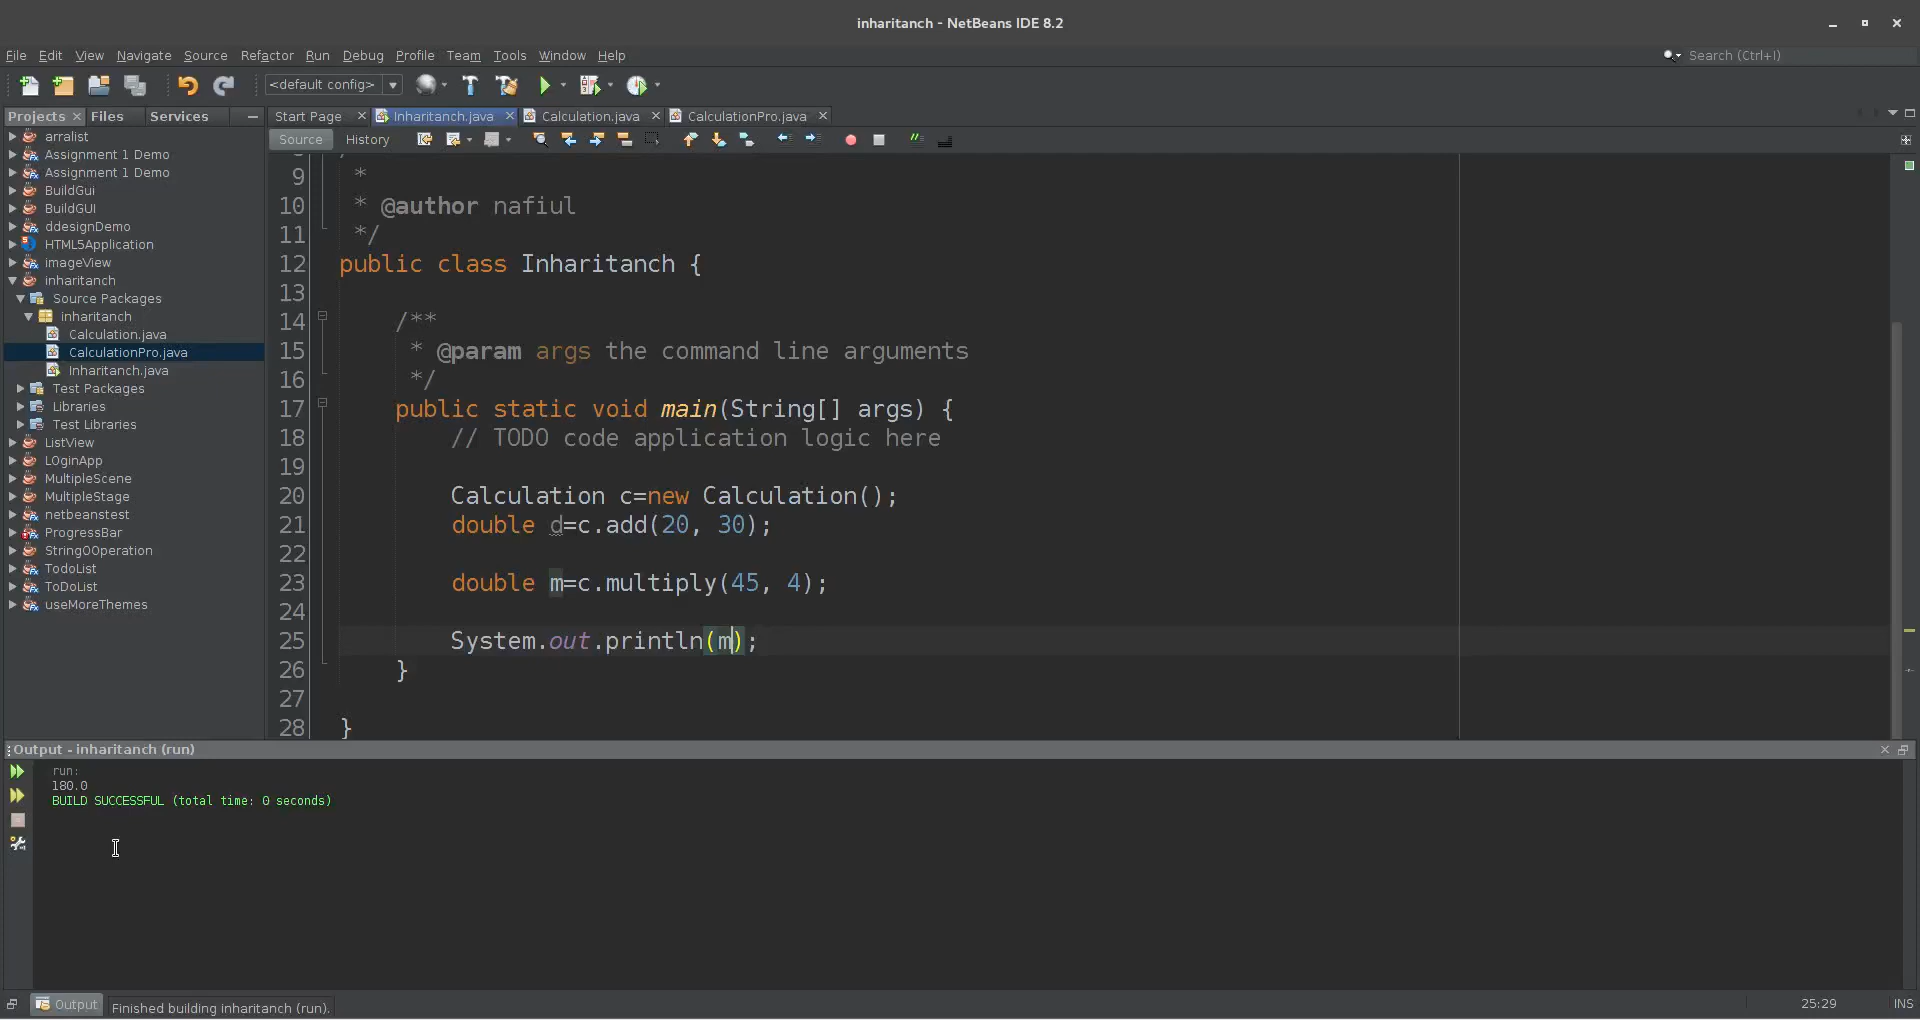 inharitanch - NetBeans IDE 8.2
File Edit View Navigate Source Refactor Run Debug Profile Team Tools Window Help
Search (Ctrl+I)
<default config>
Projects Files Services
Start Page Inharitanch.java Calculation.java CalculationPro.java
Source History
arralist
Assignment 1 Demo
Assignment 1 Demo
BuildGui
BuildGUI
ddesignDemo
HTML5Application
imageView
inharitanch
Source Packages
inharitanch
Calculation.java
CalculationPro.java
Inharitanch.java
Test Packages
Libraries
Test Libraries
ListView
LOginApp
MultipleScene
MultipleStage
netbeanstest
ProgressBar
StringOOperation
TodoList
ToDoList
useMoreThemes
9 *
10 * @author nafiul
11 */
12 public class Inharitanch {
13
14 /**
15 * @param args the command line arguments
16 */
17 public static void main(String[] args) {
18 // TODO code application logic here
19
20 Calculation c=new Calculation();
21 double d=c.add(20, 30);
22
23 double m=c.multiply(45, 4);
24
25 System.out.println(m);
26 }
27
28 }
Output - inharitanch (run)
run:
180.0
BUILD SUCCESSFUL (total time: 0 seconds)
Output Finished building inharitanch (run).
25:29 INS